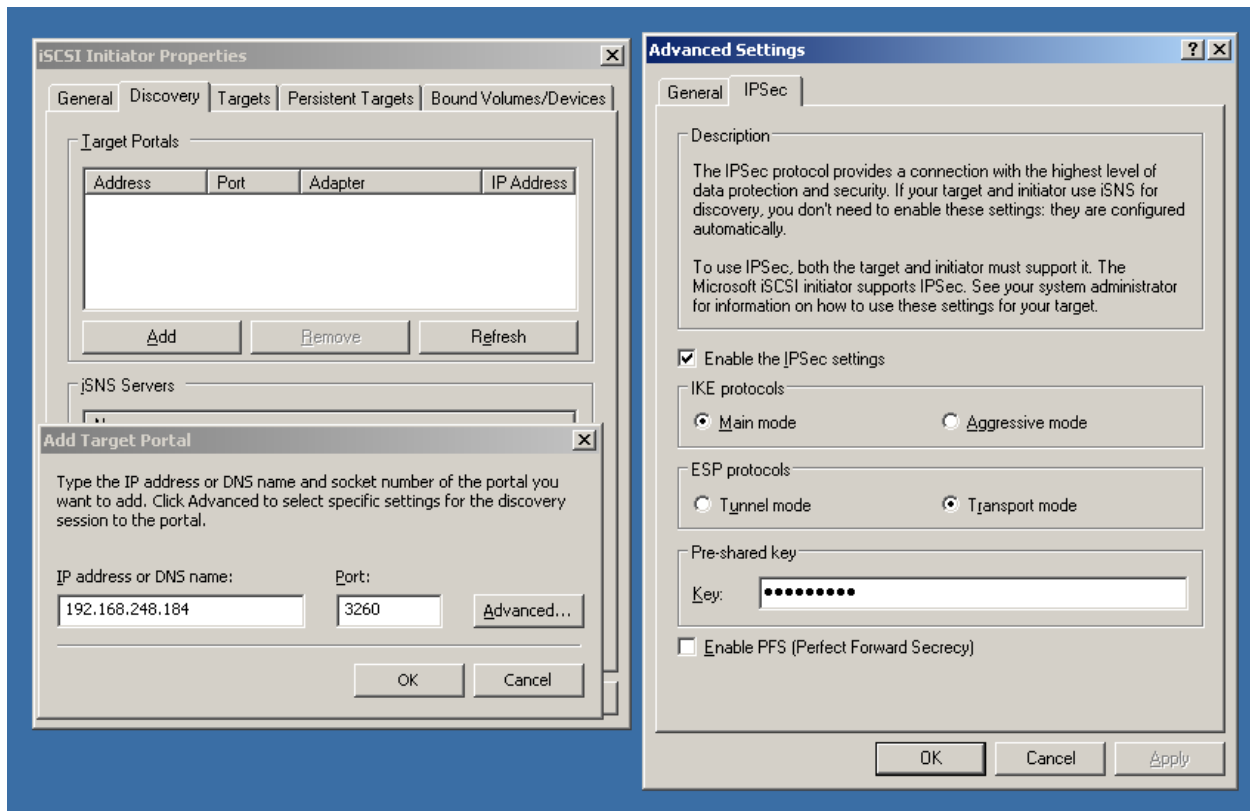 iSCSI Initiator Properties
General Discovery Targets Persistent Targets Bound Volumes/Devices
Target Portals
Address Port Adapter IP Address
Add Remove Refresh
iSNS Servers
Add Target Portal
Type the IP address or DNS name and socket number of the portal you
want to add. Click Advanced to select specific settings for the discovery
session to the portal.
IP address or DNS name: Port:
192.168.248.184 3260 Advanced...
OK Cancel
Advanced Settings
General IPSec
Description
The IPSec protocol provides a connection with the highest level of
data protection and security. If your target and initiator use iSNS for
discovery, you don't need to enable these settings: they are configured
automatically.
To use IPSec, both the target and initiator must support it. The
Microsoft iSCSI initiator supports IPSec. See your system administrator
for information on how to use these settings for your target.
Enable the IPSec settings
IKE protocols
Main mode Aggressive mode
ESP protocols
Tunnel mode Transport mode
Pre-shared key
Key: •••••••••
Enable PFS (Perfect Forward Secrecy)
OK Cancel Apply